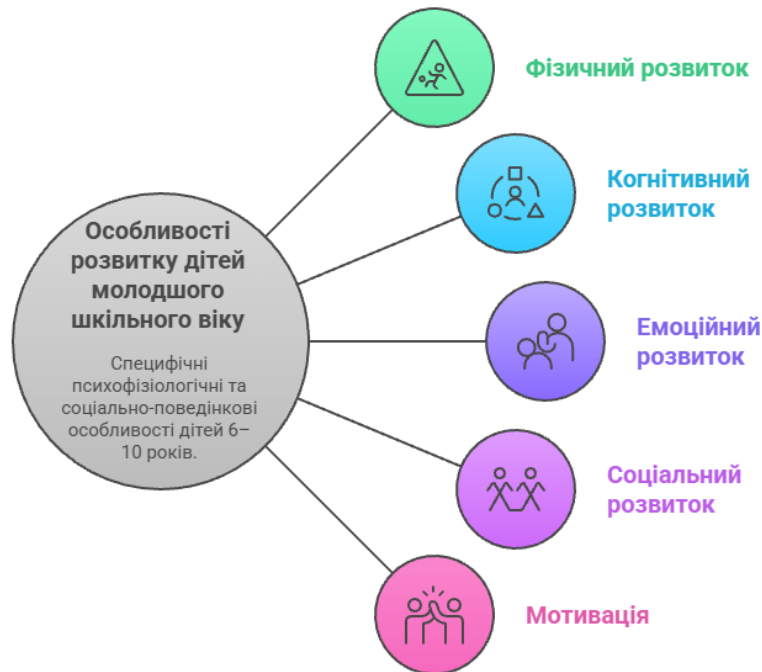 Особливості
розвитку дітей
молодшого
шкільного віку
Специфічні
психофізіологічні та
соціально-поведінкові
особливості дітей 6–
10 років.
Фізичний розвиток
Когнітивний
розвиток
Емоційний
розвиток
Соціальний
розвиток
Мотивація